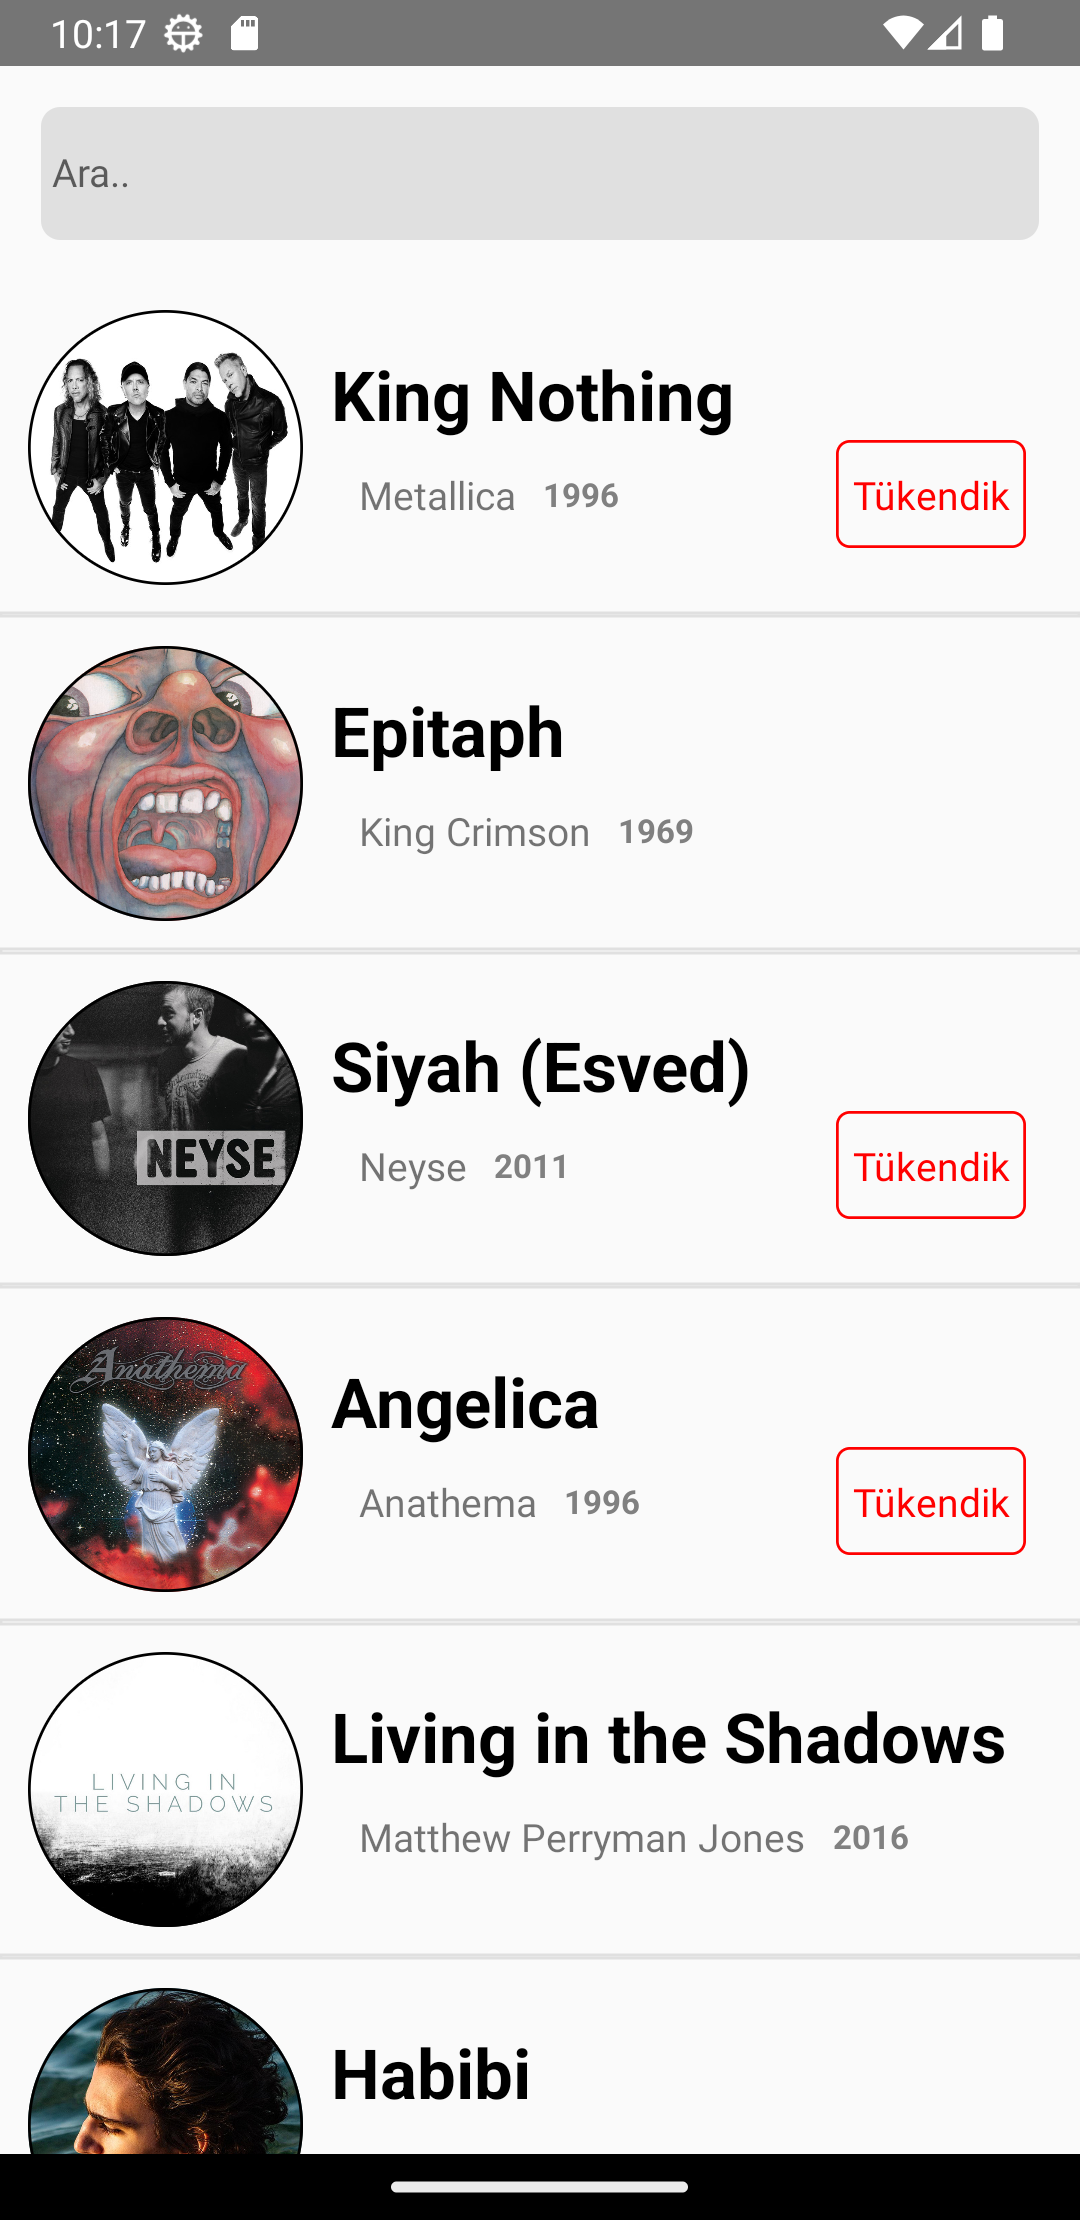 10:17
Ara..
King Nothing
Metallica 1996
Tükendik
Epitaph
King Crimson 1969
NEYSE
Siyah (Esved)
Neyse 2011
Tükendik
Anathema
Angelica
Anathema 1996
Tükendik
LIVING IN
THE SHADOWS
Living in the Shadows
Matthew Perryman Jones 2016
Habibi